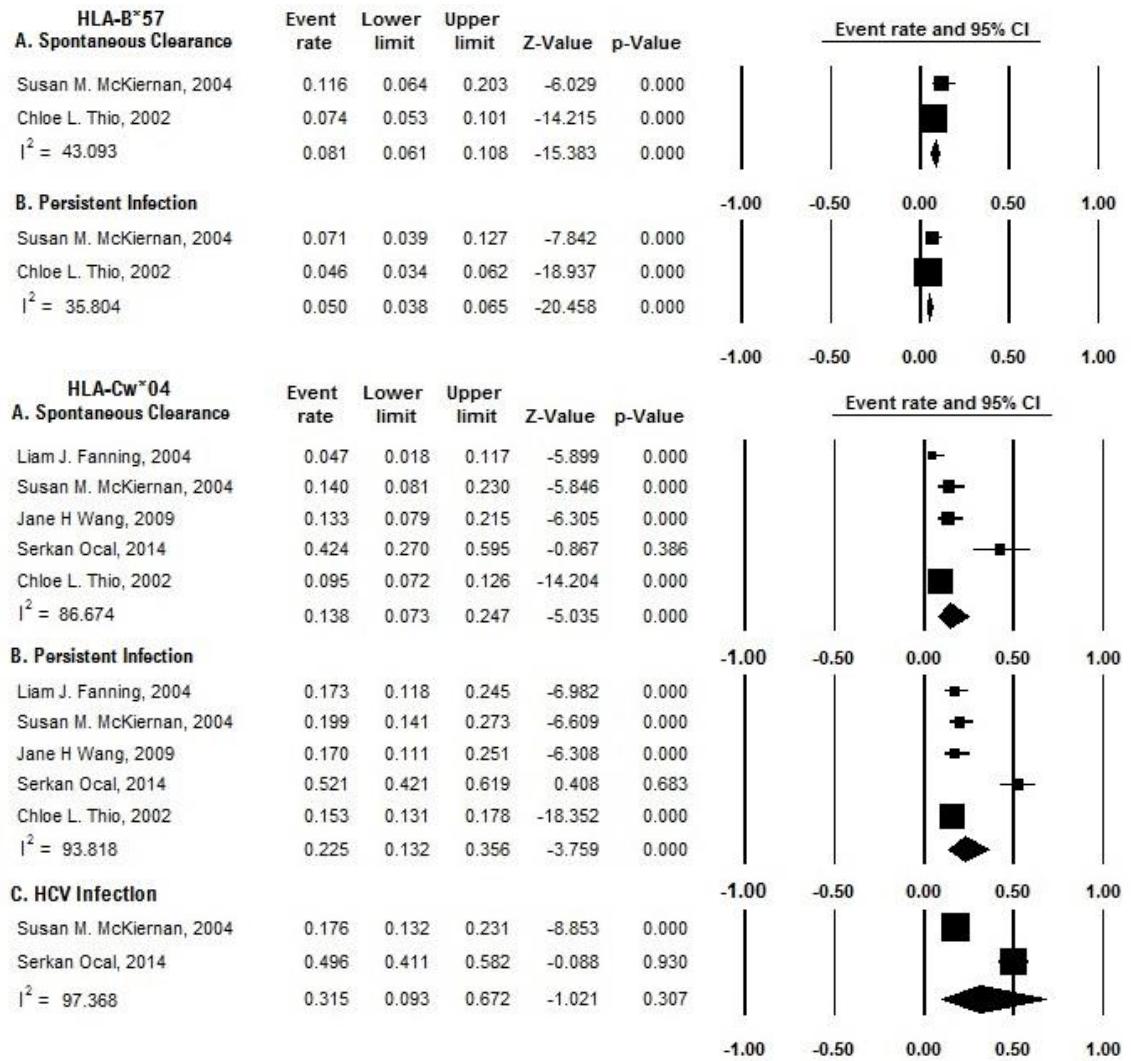 HLA-B*57
A. Spontaneous Clearance Event rate Lower limit Upper limit Z-Value p-Value Event rate and 95% CI
Susan M. McKiernan, 2004 0.116 0.064 0.203 -6.029 0.000
Chloe L. Thio, 2002 0.074 0.053 0.101 -14.215 0.000
I2 = 43.093 0.081 0.061 0.108 -15.383 0.000
B. Persistent Infection -1.00 -0.50 0.00 0.50 1.00
Susan M. McKiernan, 2004 0.071 0.039 0.127 -7.842 0.000
Chloe L. Thio, 2002 0.046 0.034 0.062 -18.937 0.000
I2 = 35.804 0.050 0.038 0.065 -20.458 0.000
-1.00 -0.50 0.00 0.50 1.00
HLA-Cw*04
A. Spontaneous Clearance Event rate Lower limit Upper limit Z-Value p-Value Event rate and 95% CI
Liam J. Fanning, 2004 0.047 0.018 0.117 -5.899 0.000
Susan M. McKiernan, 2004 0.140 0.081 0.230 -5.846 0.000
Jane H Wang, 2009 0.133 0.079 0.215 -6.305 0.000
Serkan Ocal, 2014 0.424 0.270 0.595 -0.867 0.386
Chloe L. Thio, 2002 0.095 0.072 0.126 -14.204 0.000
I2 = 86.674 0.138 0.073 0.247 -5.035 0.000
B. Persistent Infection -1.00 -0.50 0.00 0.50 1.00
Liam J. Fanning, 2004 0.173 0.118 0.245 -6.982 0.000
Susan M. McKiernan, 2004 0.199 0.141 0.273 -6.609 0.000
Jane H Wang, 2009 0.170 0.111 0.251 -6.308 0.000
Serkan Ocal, 2014 0.521 0.421 0.619 0.408 0.683
Chloe L. Thio, 2002 0.153 0.131 0.178 -18.352 0.000
I2 = 93.818 0.225 0.132 0.356 -3.759 0.000
C. HCV Infection -1.00 -0.50 0.00 0.50 1.00
Susan M. McKiernan, 2004 0.176 0.132 0.231 -8.853 0.000
Serkan Ocal, 2014 0.496 0.411 0.582 -0.088 0.930
I2 = 97.368 0.315 0.093 0.672 -1.021 0.307
-1.00 -0.50 0.00 0.50 1.00